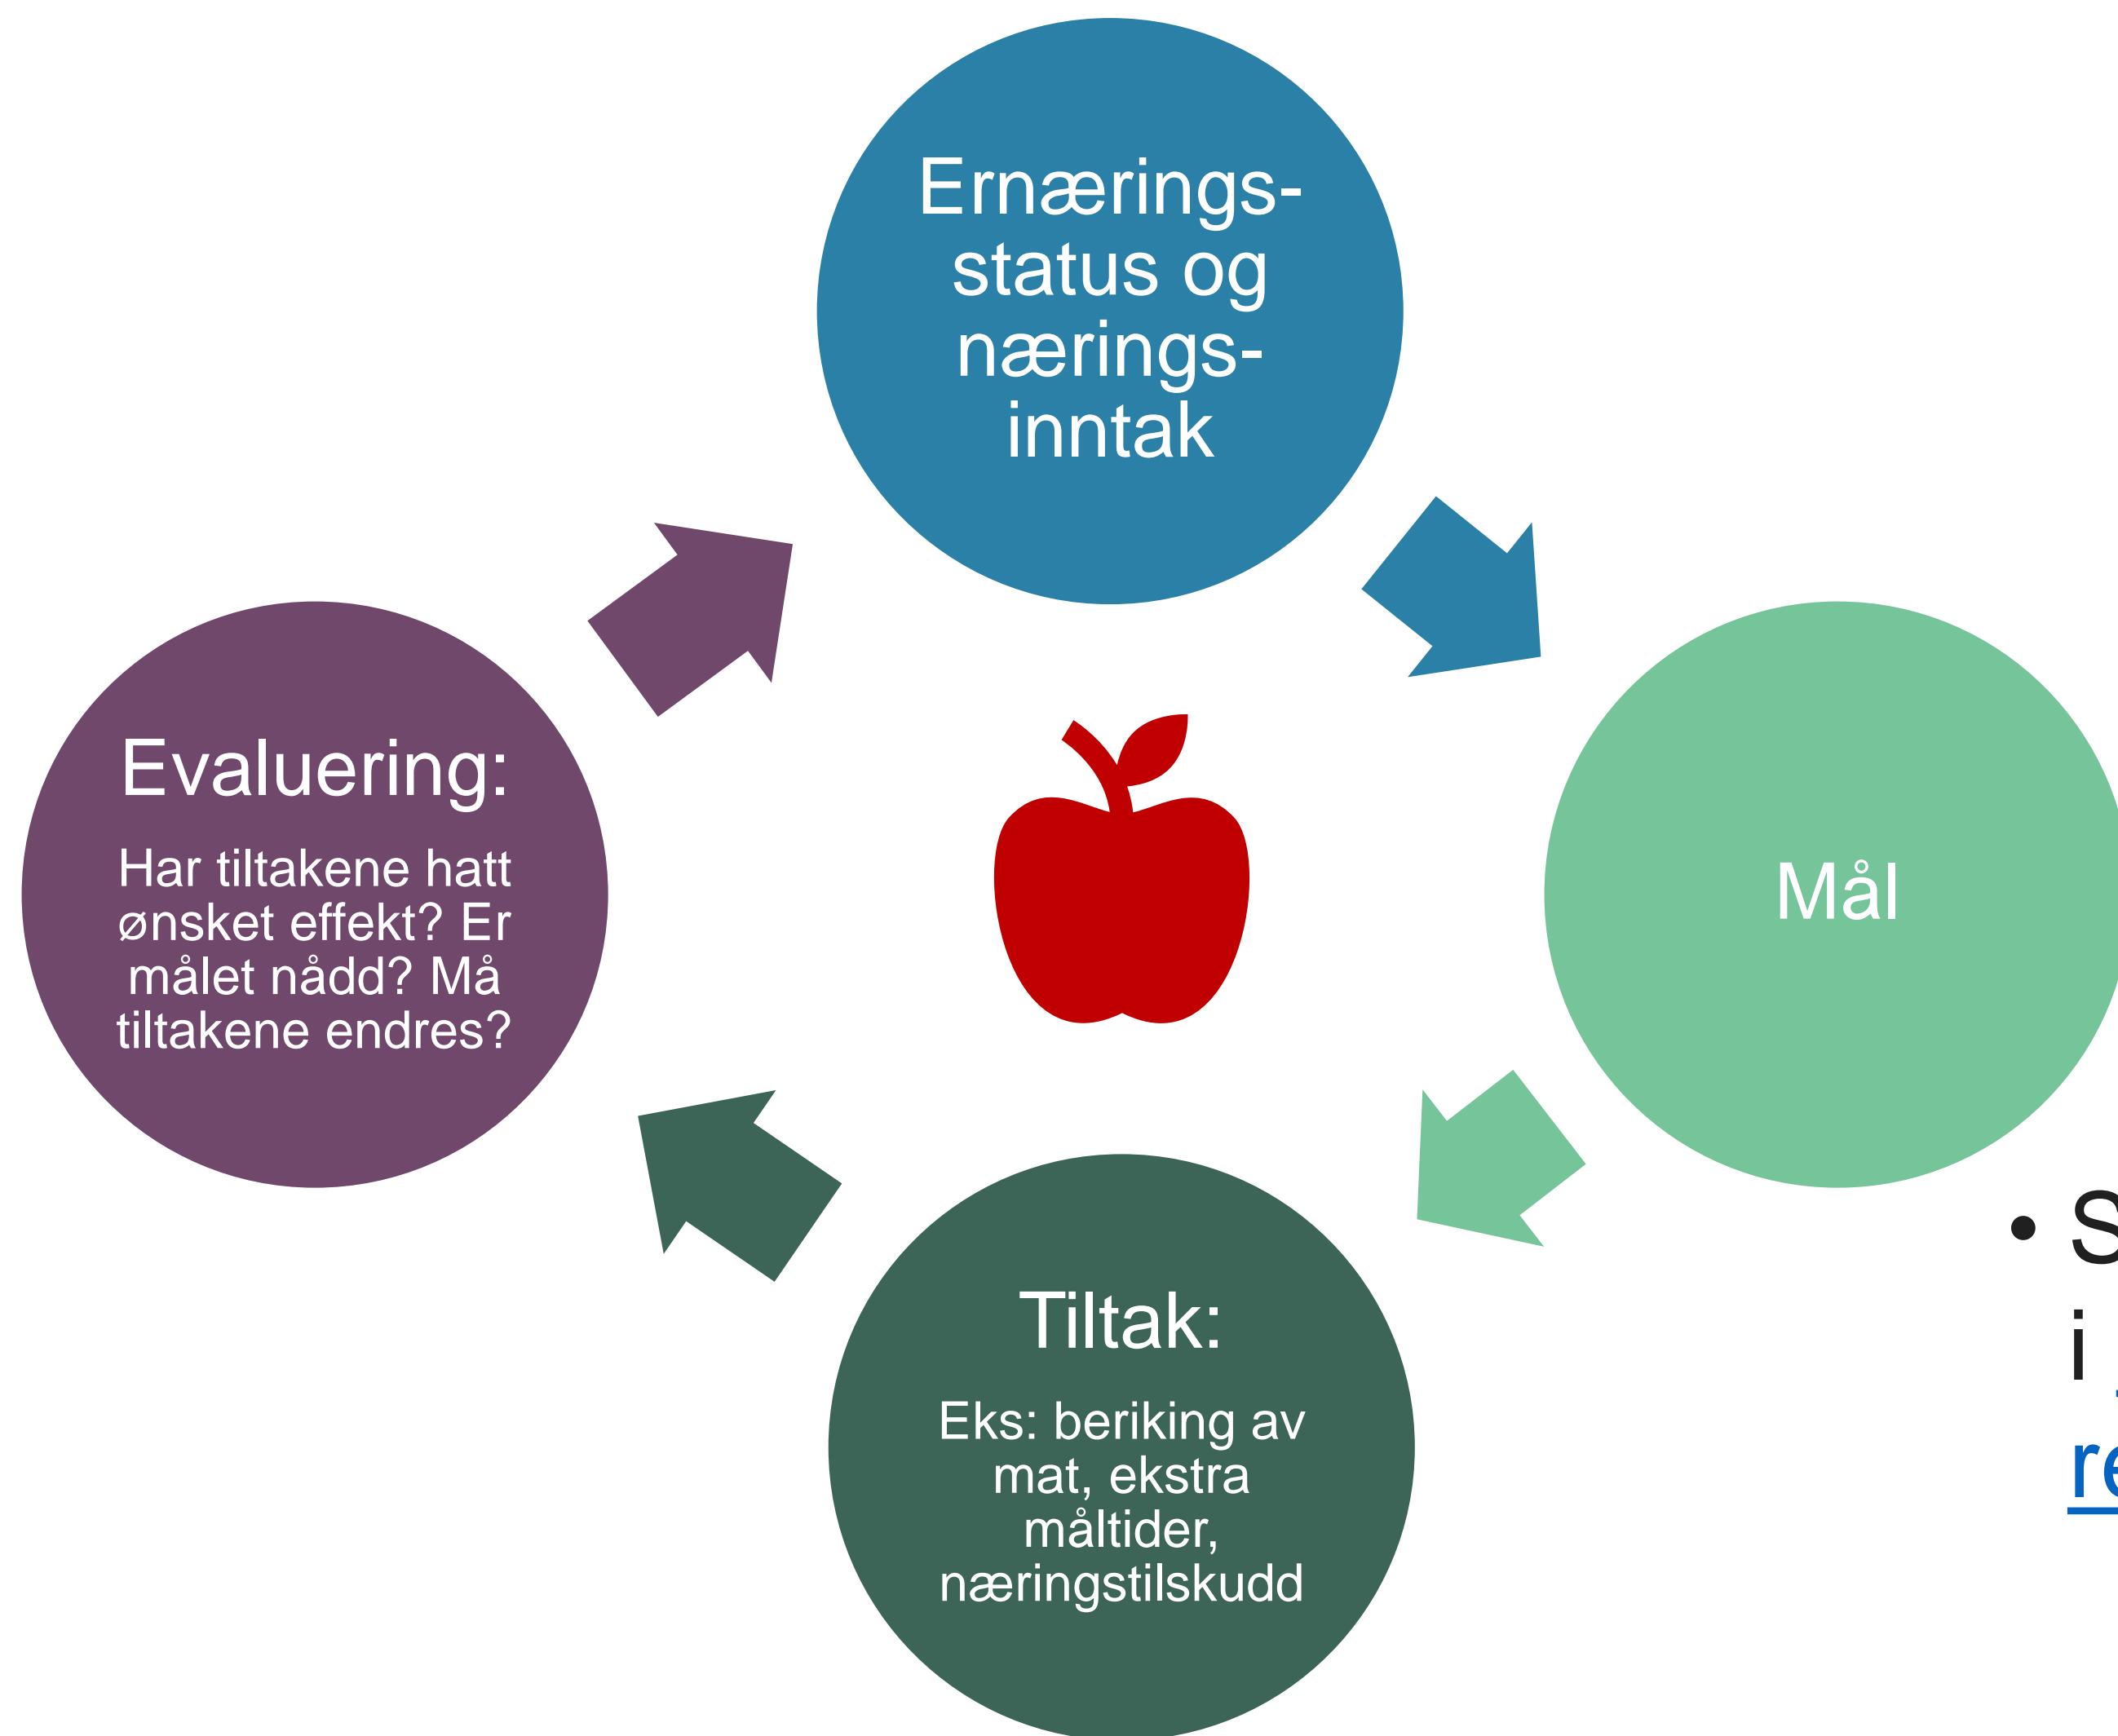 Ernærings-
status og
nærings-
inntak
Mål
Tiltak:
Eks: beriking av
mat, ekstra
måltider,
næringstilskudd
Evaluering:
Har tiltakene hatt
ønsket effekt? Er
målet nådd? Må
tiltakene endres?
i